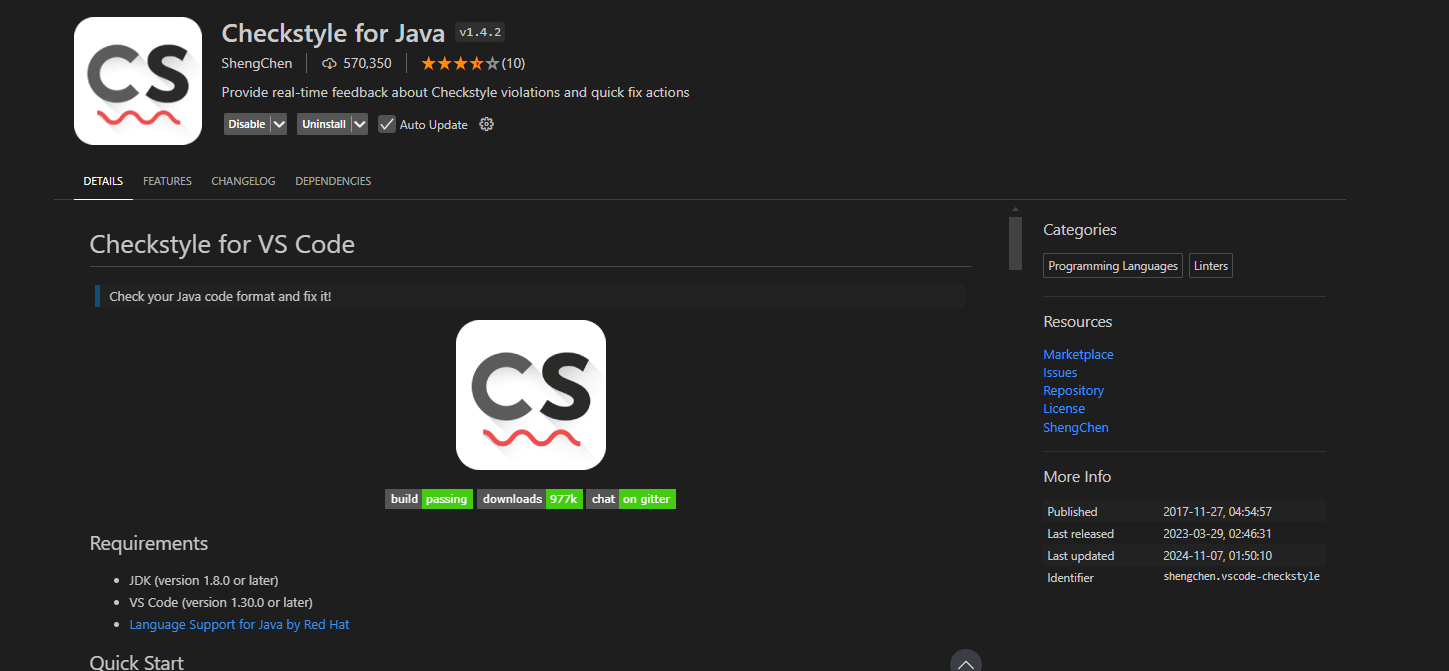 CS
Checkstyle for Java v1.4.2
ShengChen 570,350 (10)
Provide real-time feedback about Checkstyle violations and quick fix actions
Disable Uninstall Auto Update
DETAILS FEATURES CHANGELOG DEPENDENCIES
Checkstyle for VS Code
Check your Java code format and fix it!
CS
build passing downloads 977k chat on gitter
Requirements
JDK (version 1.8.0 or later)
VS Code (version 1.30.0 or later)
Language Support for Java by Red Hat
Quick Start
Categories
Programming Languages Linters
Resources
Marketplace
Issues
Repository
License
ShengChen
More Info
Published 2017-11-27, 04:54:57
Last released 2023-03-29, 02:46:31
Last updated 2024-11-07, 01:50:10
Identifier shengchen.vscode-checkstyle